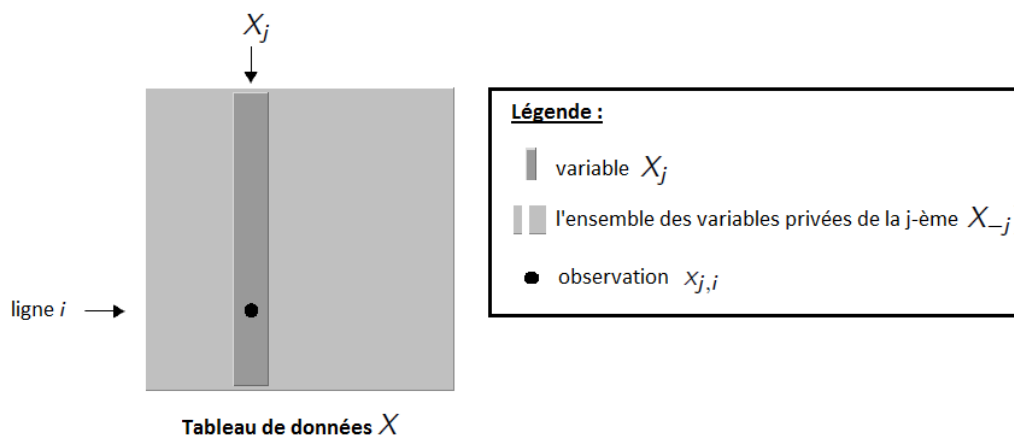 X_j
ligne i
Tableau de données X
Légende :
variable X_j
l'ensemble des variables privées de la j-ème X_{-j}
observation x_{j,i}